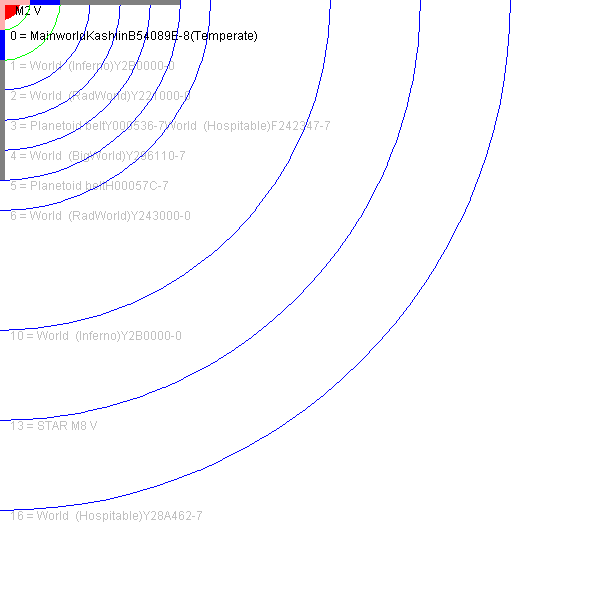 M2 V
0 = MainworldKashlinB54089E-8(Temperate)
1 = World  (Inferno)Y2B0000-0
2 = World  (RadWorld)Y221000-0
3 = Planetoid beltY000536-7World  (Hospitable)F242347-7
4 = World  (BigWorld)Y296110-7
5 = Planetoid beltH00057C-7
6 = World  (RadWorld)Y243000-0
10 = World  (Inferno)Y2B0000-0
13 = STAR M8 V
16 = World  (Hospitable)Y28A462-7